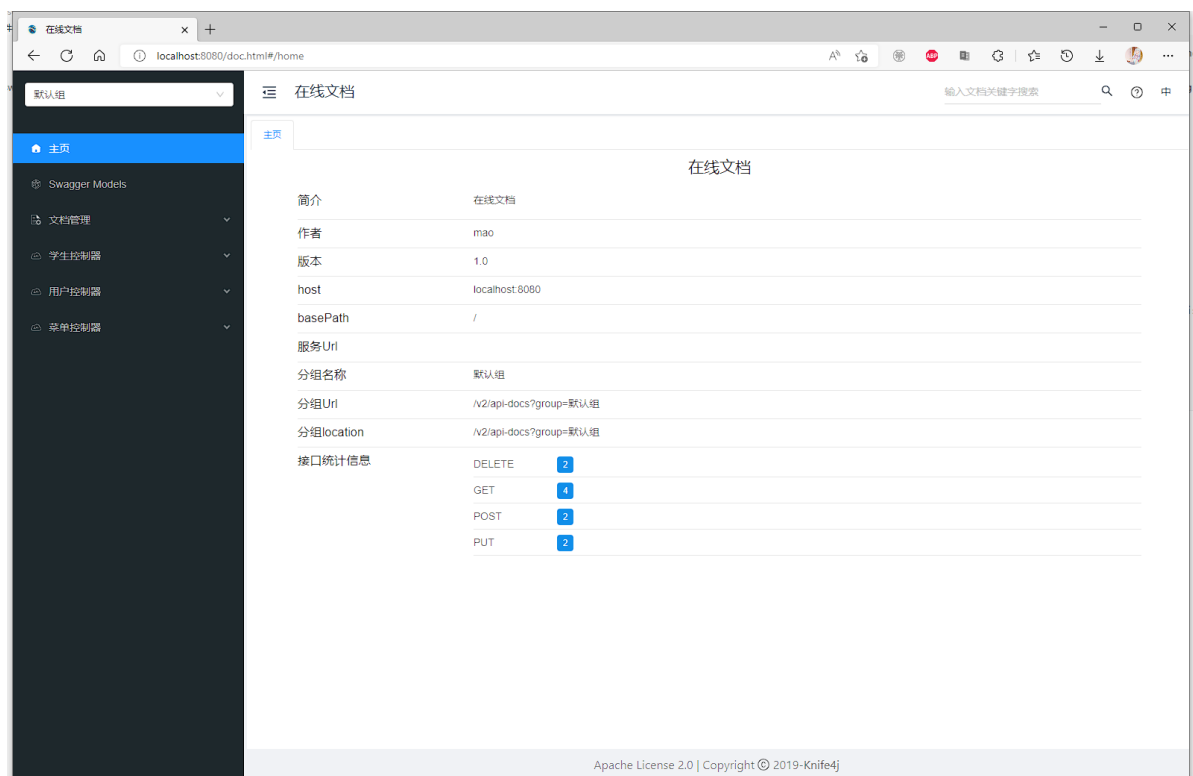 在线文档
localhost:8080/doc.html#/home
ABP
默认组
在线文档
输入文档关键字搜索
中
主页
主页
Swagger Models
文档管理
学生控制器
用户控制器
菜单控制器
在线文档
简介 在线文档
作者 mao
版本 1.0
host localhost:8080
basePath /
服务Url
分组名称 默认组
分组Url /v2/api-docs?group=默认组
分组location /v2/api-docs?group=默认组
接口统计信息 DELETE 2
GET 4
POST 2
PUT 2
Apache License 2.0 | Copyright ⓒ 2019-Knife4j